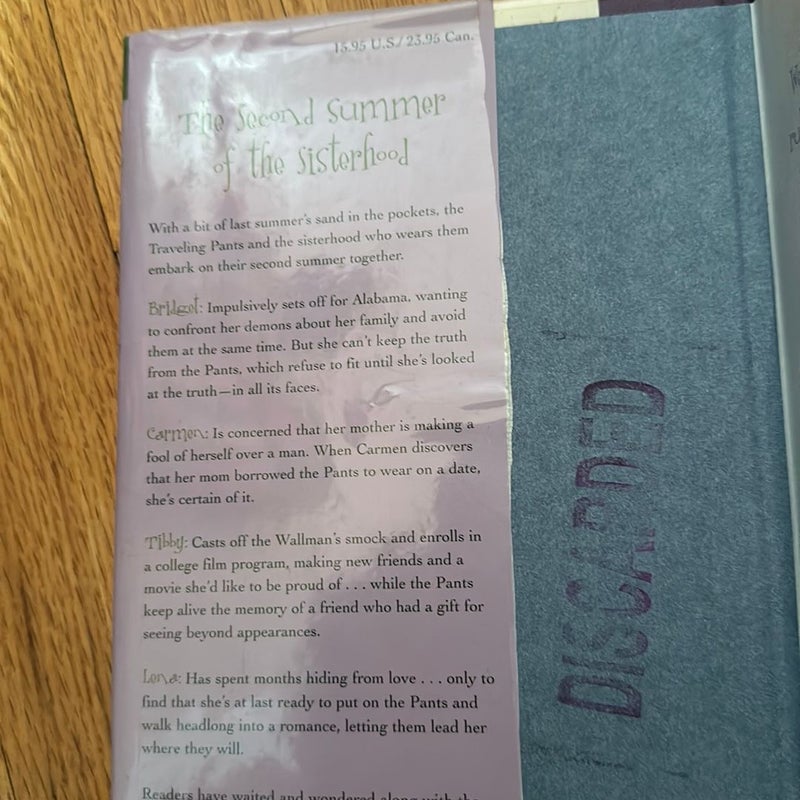 15.95 U.S./ 23.95 Can.
The Second Summer
of the Sisterhood
With a bit of last summer's sand in the pockets, the
Traveling Pants and the sisterhood who wears them
embark on their second summer together.
Bridget: Impulsively sets off for Alabama, wanting
to confront her demons about her family and avoid
them at the same time. But she can't keep the truth
from the Pants, which refuse to fit until she's looked
at the truth—in all its faces.
Carmen: Is concerned that her mother is making a
fool of herself over a man. When Carmen discovers
that her mom borrowed the Pants to wear on a date,
she's certain of it.
Tibby: Casts off the Wallman's smock and enrolls in
a college film program, making new friends and a
movie she'd like to be proud of . . . while the Pants
keep alive the memory of a friend who had a gift for
seeing beyond appearances.
Lena: Has spent months hiding from love . . . only to
find that she's at last ready to put on the Pants and
walk headlong into a romance, letting them lead her
where they will.
Readers have waited and wondered along with the
DISCARDED